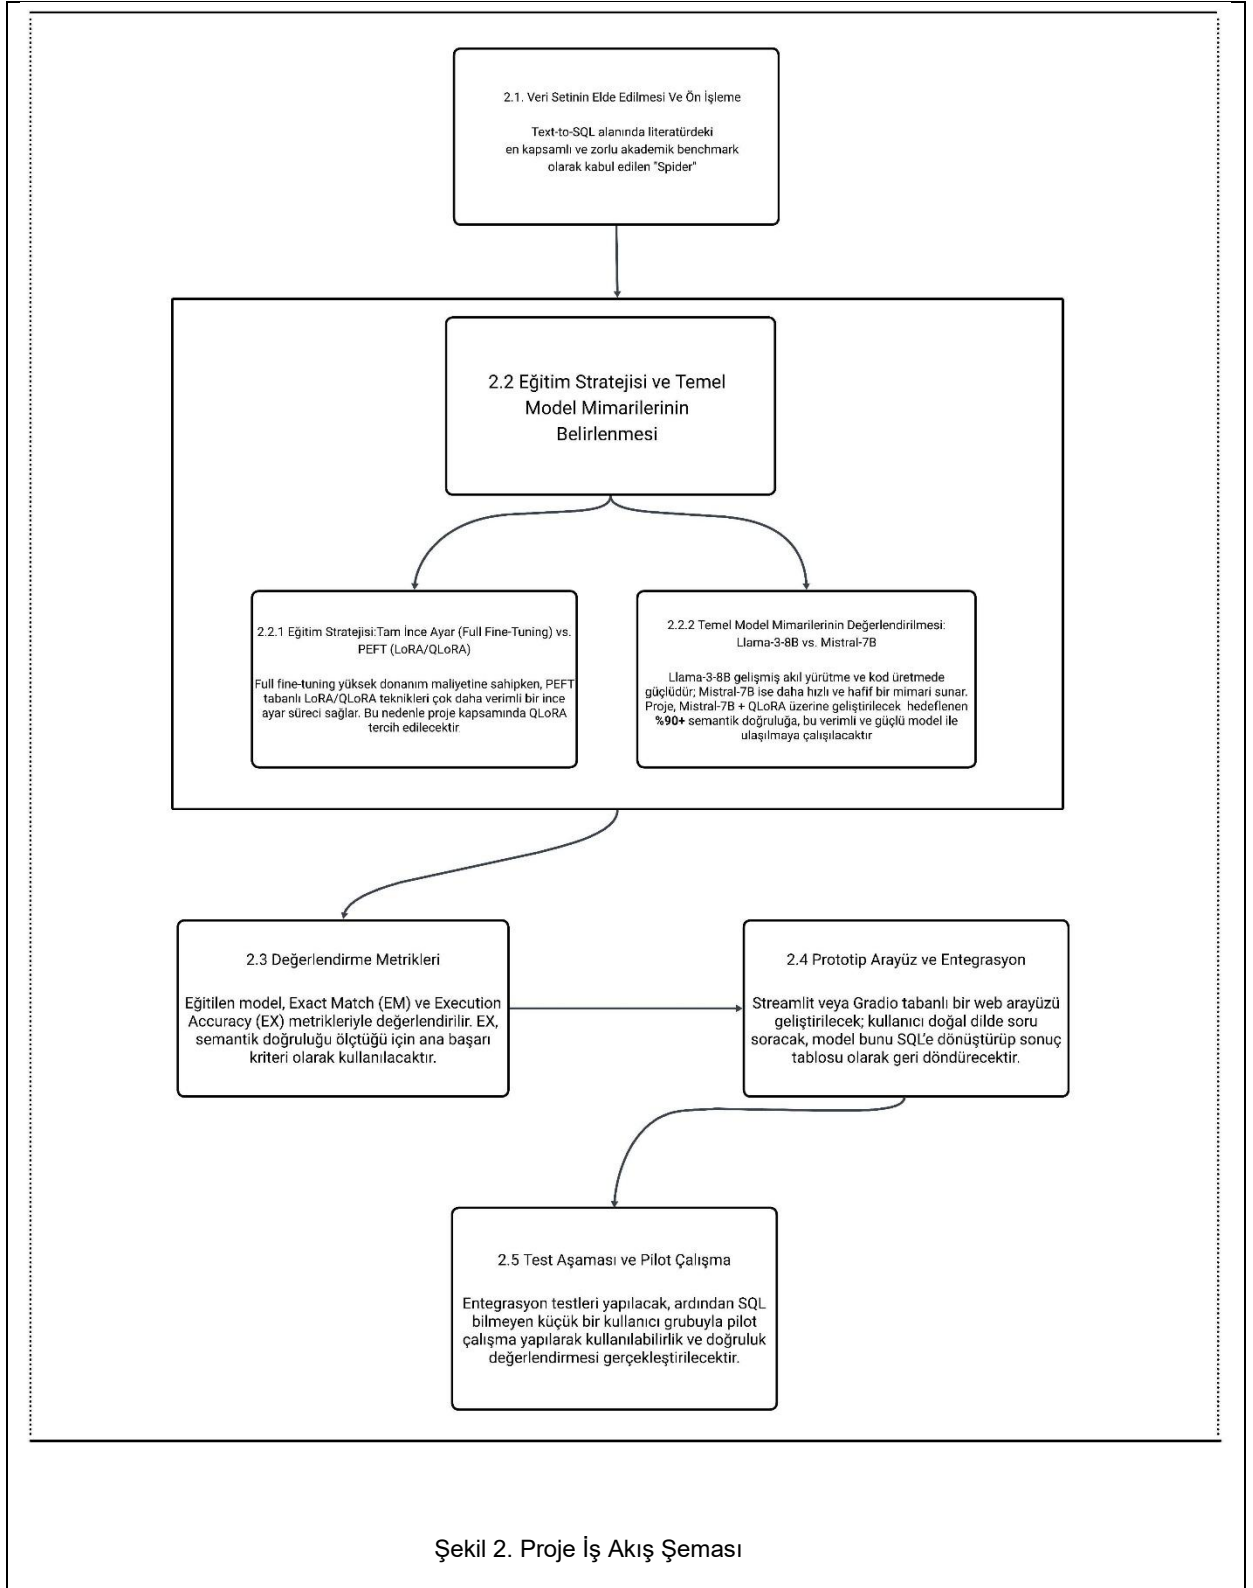 2.1. Veri Setinin Elde Edilmesi Ve Ön İşleme
Text-to-SQL alanında literatürdeki
en kapsamlı ve zorlu akademik benchmark
olarak kabul edilen "Spider"
2.2 Eğitim Stratejisi ve Temel
Model Mimarilerinin
Belirlenmesi
2.2.1 Eğitim Stratejisi:Tam İnce Ayar (Full Fine-Tuning) vs.
PEFT (LoRA/QLoRA)
Full fine-tuning yüksek donanım maliyetine sahipken, PEFT
tabanlı LoRA/QLoRA teknikleri çok daha verimli bir ince
ayar süreci sağlar. Bu nedenle proje kapsamında QLoRA
tercih edilecektir
2.2.2 Temel Model Mimarilerinin Değerlendirilmesi:
Llama-3-8B vs. Mistral-7B
Llama-3-8B gelişmiş akıl yürütme ve kod üretmede
güçlüdür; Mistral-7B ise daha hızlı ve hafif bir mimari sunar.
Proje, Mistral-7B + QLoRA üzerine geliştirilecek hedeflenen
%90+ semantik doğruluğa, bu verimli ve güçlü model ile
ulaşılmaya çalışılacaktır
2.3 Değerlendirme Metrikleri
Eğitilen model, Exact Match (EM) ve Execution
Accuracy (EX) metrikleriyle değerlendirilir. EX,
semantik doğruluğu ölçtüğü için ana başarı
kriteri olarak kullanılacaktır.
2.4 Prototip Arayüz ve Entegrasyon
Streamlit veya Gradio tabanlı bir web arayüzü
geliştirilecek; kullanıcı doğal dilde soru
soracak, model bunu SQL'e dönüştürüp sonuç
tablosu olarak geri döndürecektir.
2.5 Test Aşaması ve Pilot Çalışma
Entegrasyon testleri yapılacak, ardından SQL
bilmeyen küçük bir kullanıcı grubuyla pilot
çalışma yapılarak kullanılabilirlik ve doğruluk
değerlendirmesi gerçekleştirilecektir.
Şekil 2. Proje İş Akış Şeması